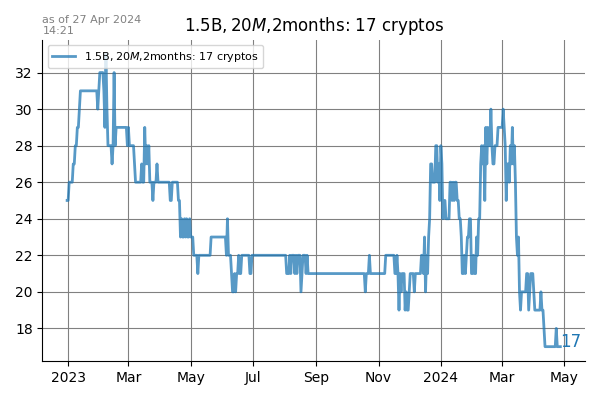 as of 27 Apr 2024
14:21
1.5B, 20M,2months: 17 cryptos
1.5B, 20M,2months: 17 cryptos
32
30
28
26
24
22
20
18
17
2023 Mar May Jul Sep Nov 2024 Mar May